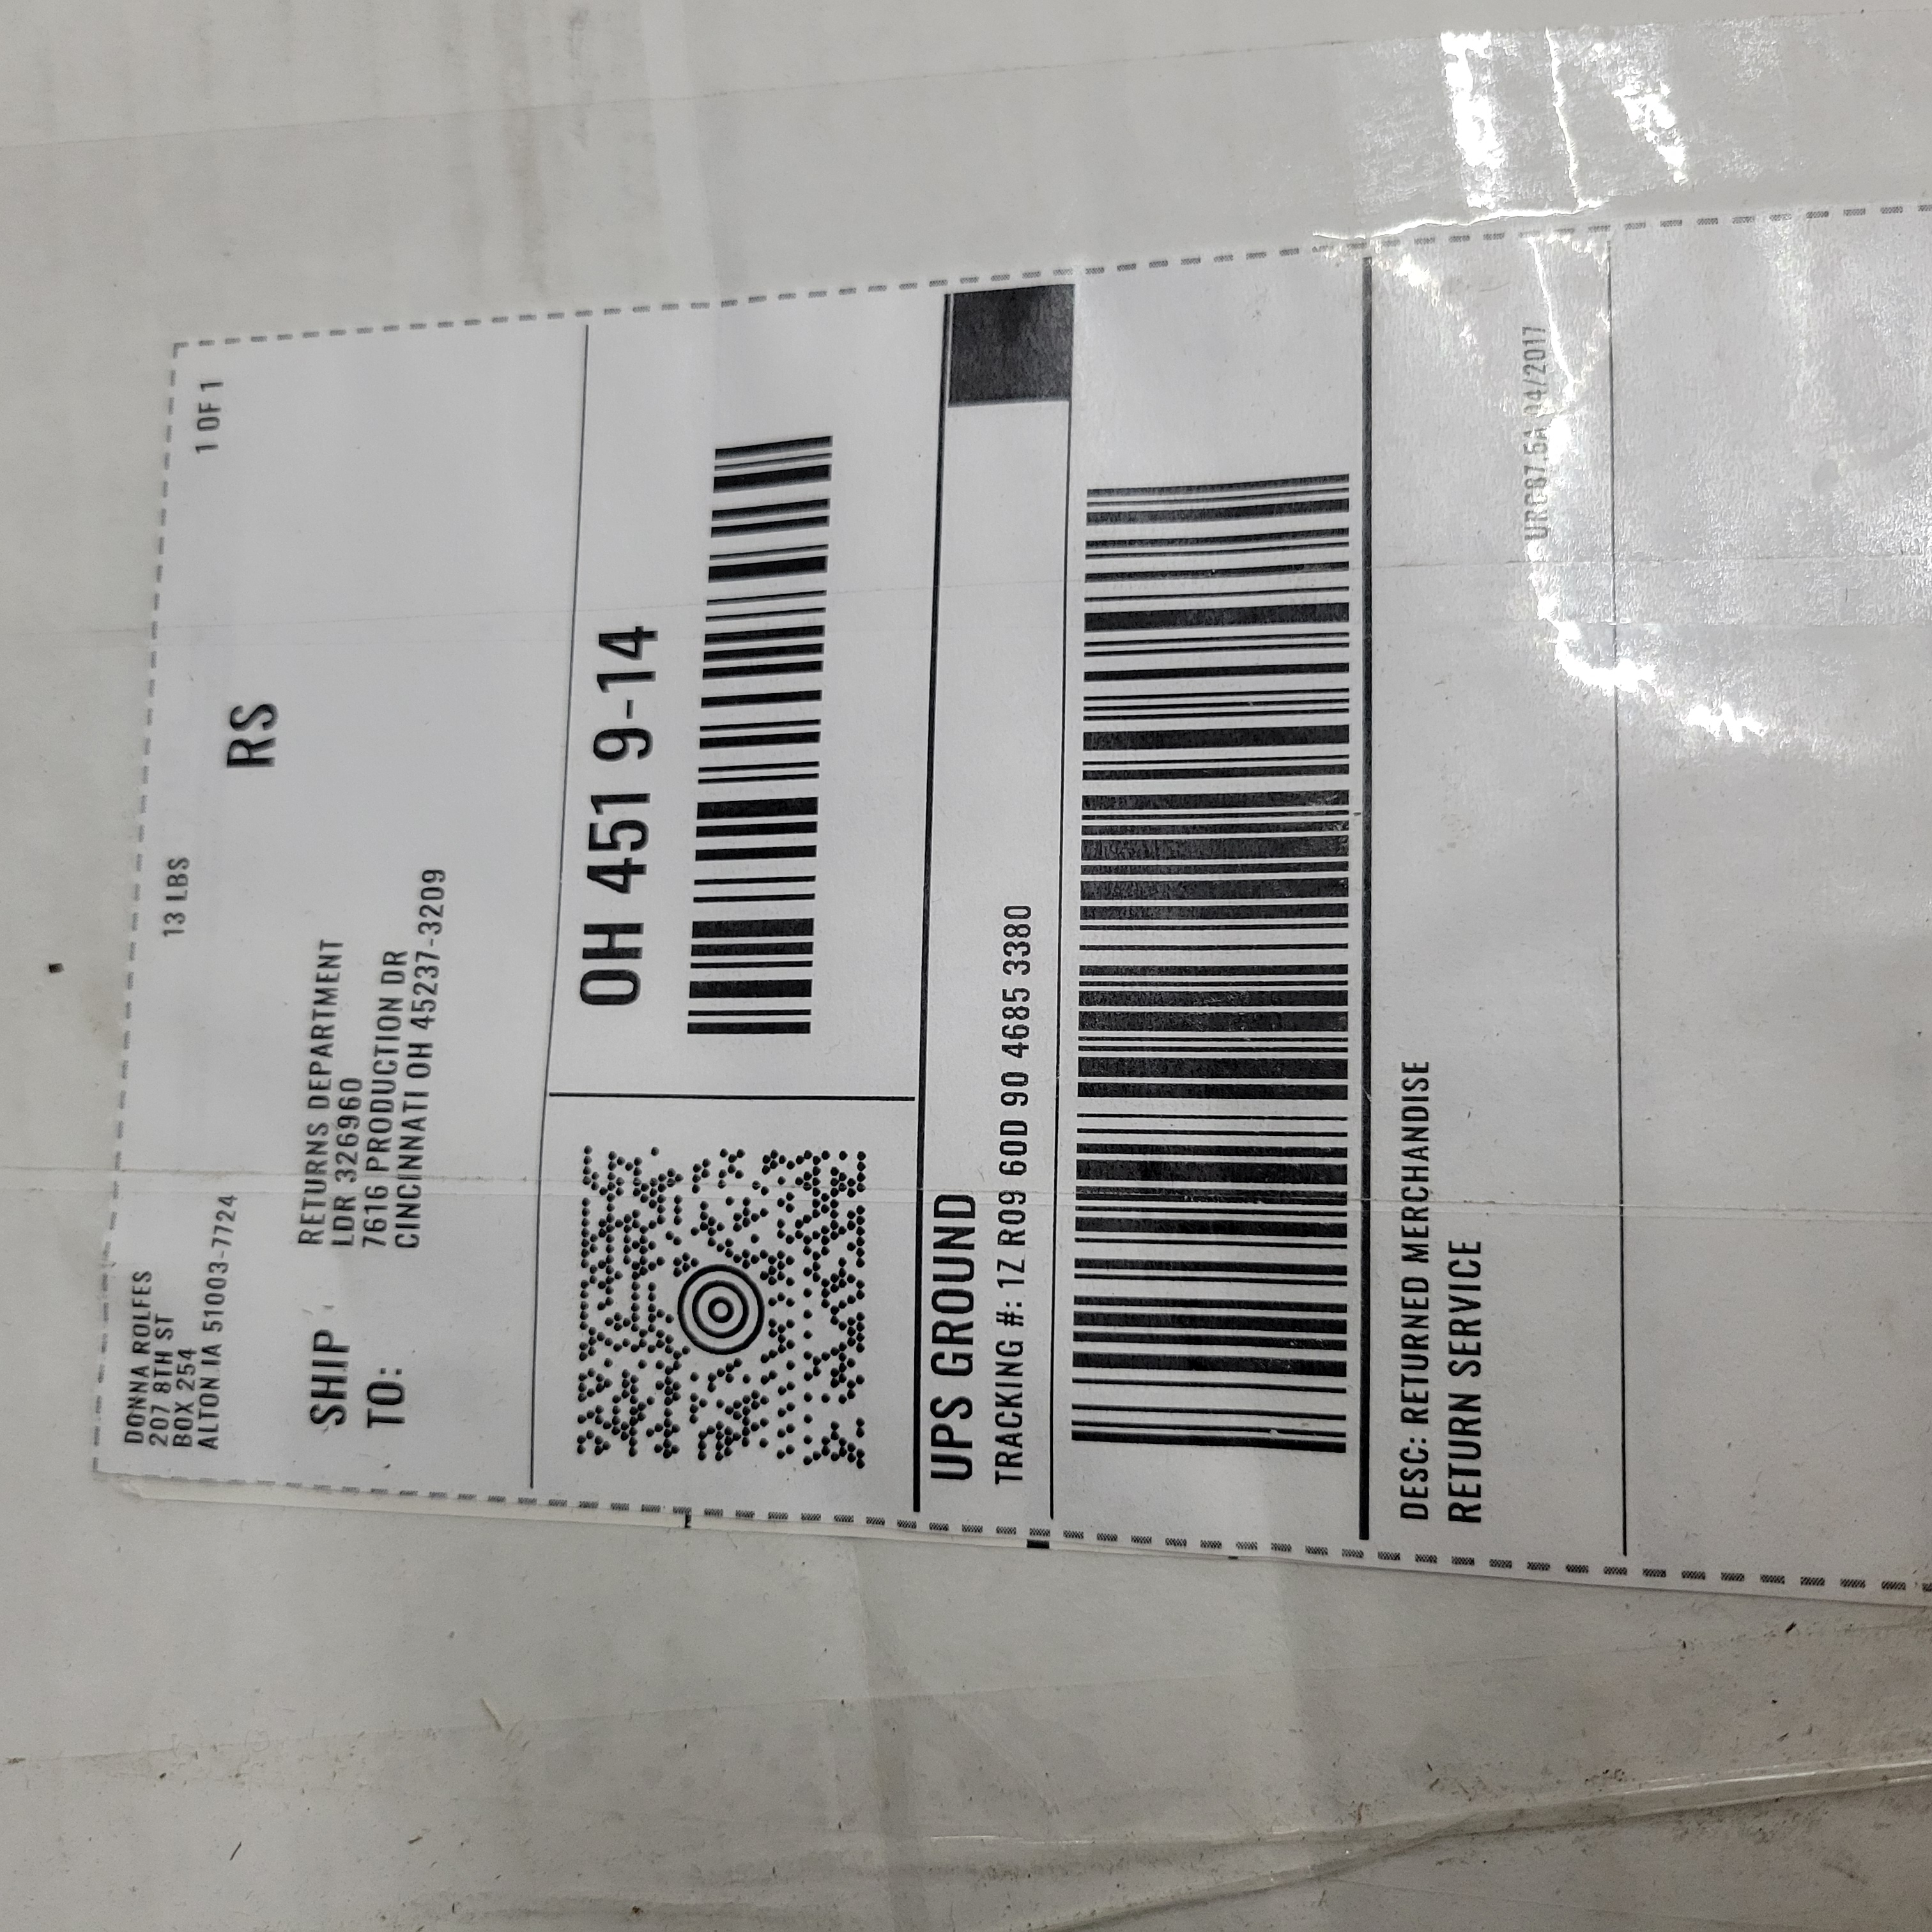 DONNA ROLFES
207 8TH ST
BOX 254
ALTON IA 51003-7724
13 LBS
1 OF 1
RS
SHIP
TO:
RETURNS DEPARTMENT
LDR 326960
7616 PRODUCTION DR
CINCINNATI OH 45237-3209
OH 451 9-14
UPS GROUND
TRACKING #: 1Z R09 60D 90 4685 3380
DESC: RETURNED MERCHANDISE
RETURN SERVICE
04/2017